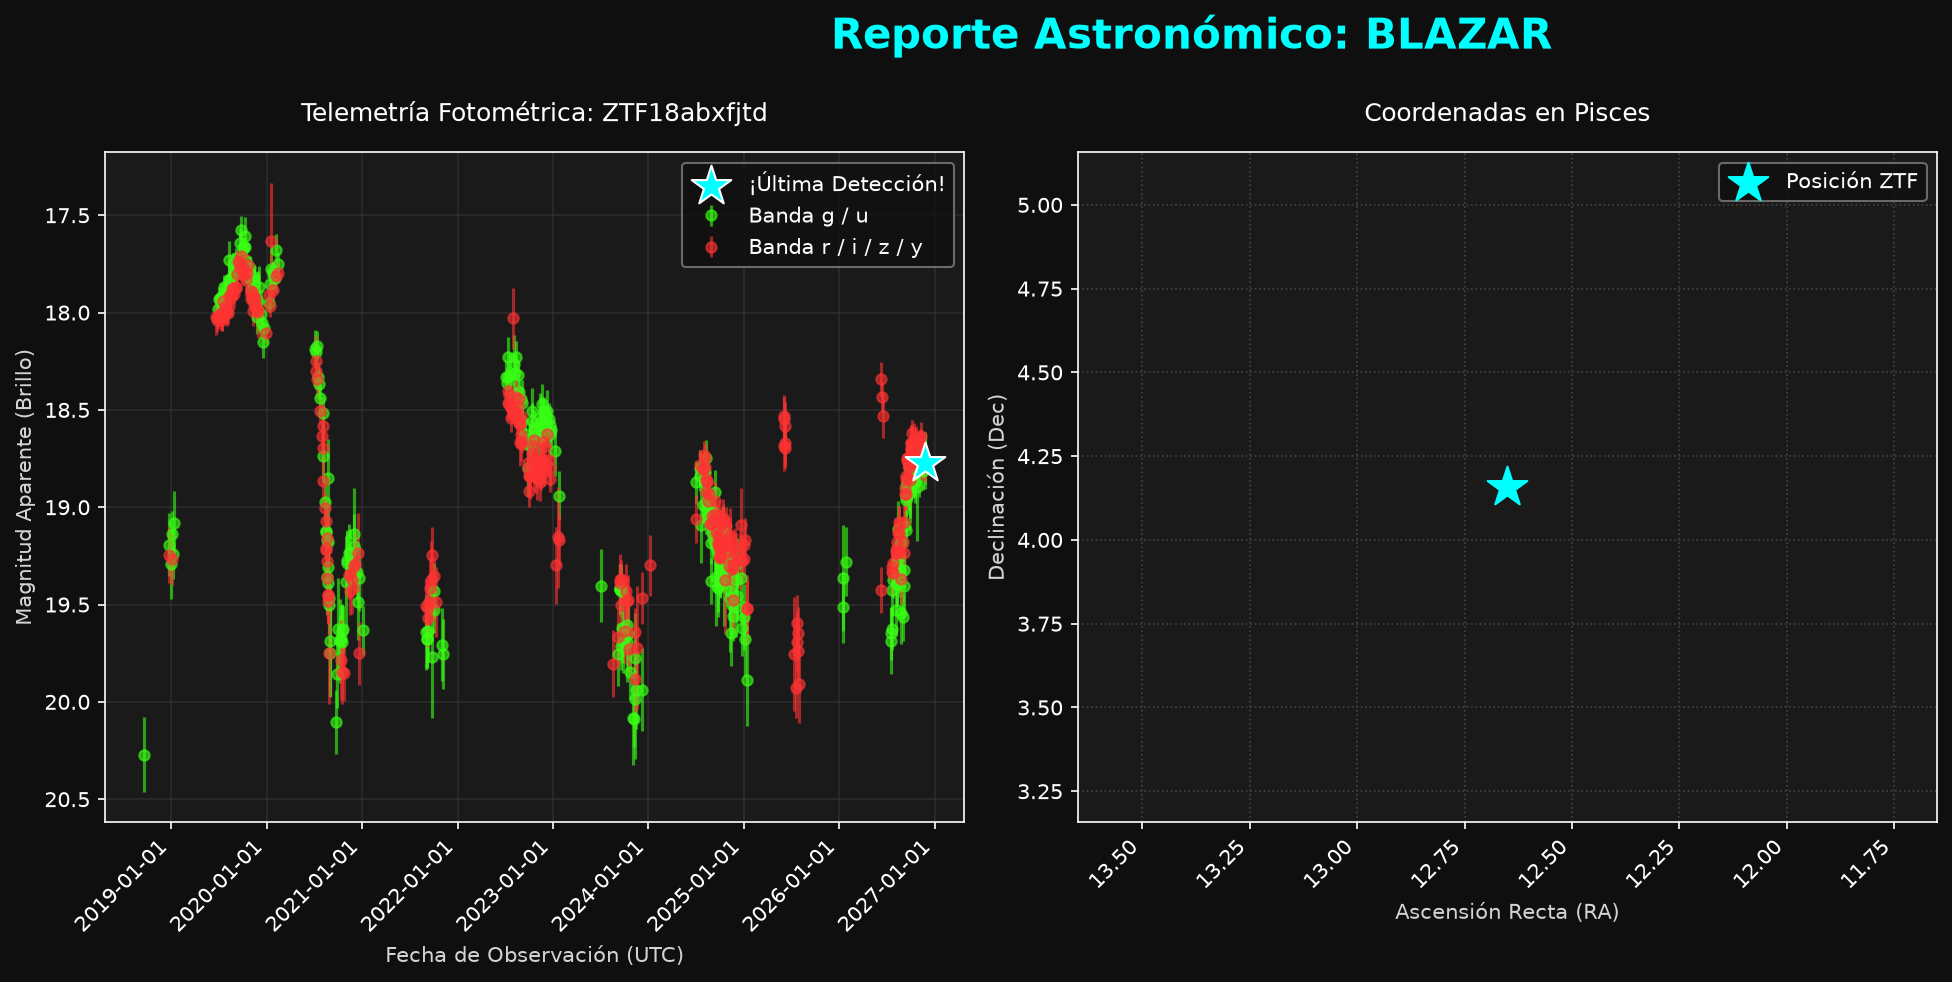 Reporte Astronómico: BLAZAR
Telemetría Fotométrica: ZTF18abxfjtd
¡Última Detección!
Banda g / u
Banda r / i / z / y
Magnitud Aparente (Brillo)
17.5
18.0
18.5
19.0
19.5
20.0
20.5
2019-01-01
2020-01-01
2021-01-01
2022-01-01
2023-01-01
2024-01-01
2025-01-01
2026-01-01
2027-01-01
Fecha de Observación (UTC)
Coordenadas en Pisces
Posición ZTF
Declinación (Dec)
5.00
4.75
4.50
4.25
4.00
3.75
3.50
3.25
13.50
13.25
13.00
12.75
12.50
12.25
12.00
11.75
Ascensión Recta (RA)